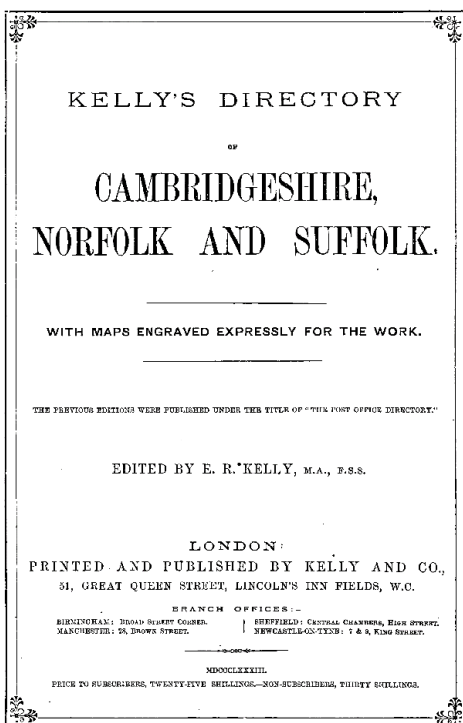 KELLY'S DIRECTORY
OF
CAMBRIDGESHIRE,
NORFOLK AND SUFFOLK.
WITH MAPS ENGRAVED EXPRESSLY FOR THE WORK.
THE PREVIOUS EDITIONS WERE PUBLISHED UNDER THE TITLE OF "THE POST OFFICE DIRECTORY."
EDITED BY E. R. KELLY, M.A., F.S.S.
LONDON:
PRINTED AND PUBLISHED BY KELLY AND CO.,
51, GREAT QUEEN STREET, LINCOLN'S INN FIELDS, W.C.
BRANCH OFFICES:-
BIRMINGHAM: BROAD STREET CORNER.
MANCHESTER: 78, BROWN STREET.
SHEFFIELD: CENTRAL CHAMBERS, HIGH STREET.
NEWCASTLE-ON-TYNE: 7 & 9, KING STREET.
MDCCCLXXXIII.
PRICE TO SUBSCRIBERS, TWENTY-FIVE SHILLINGS.—NON-SUBSCRIBERS, THIRTY SHILLINGS.